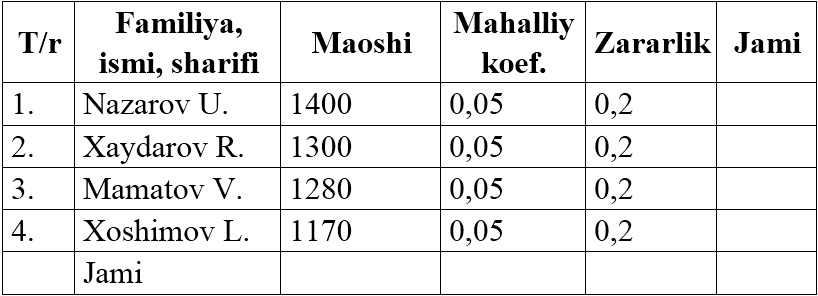 T/r Familiya, ismi, sharifi Maoshi Mahalliy koef. Zararlik Jami
1. Nazarov U. 1400 0,05 0,2
2. Xaydarov R. 1300 0,05 0,2
3. Mamatov V. 1280 0,05 0,2
4. Xoshimov L. 1170 0,05 0,2
Jami